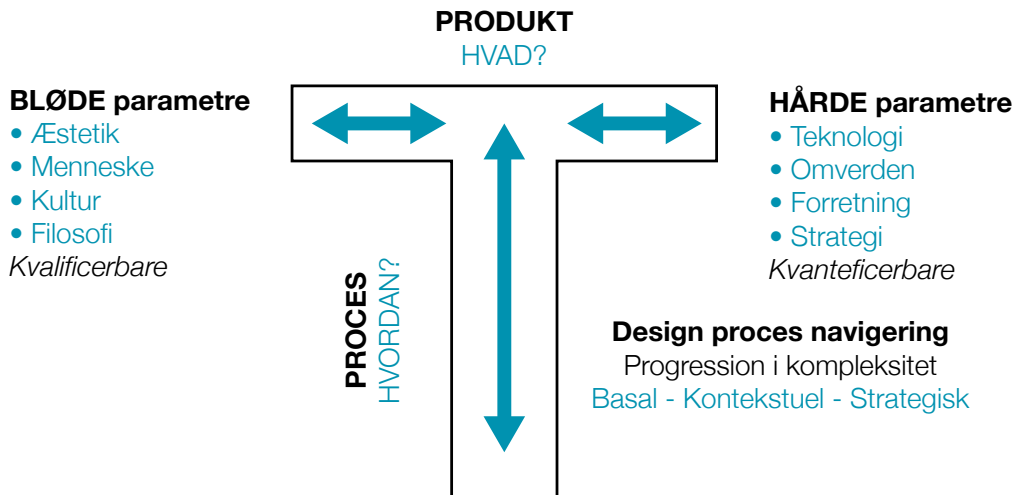 PRODUKT
HVAD?
BLØDE parametre
• Æstetik
• Menneske
• Kultur
• Filosofi
Kvalificerbare
HÅRDE parametre
• Teknologi
• Omverden
• Forretning
• Strategi
Kvanteficerbare
PROCES
HVORDAN?
Design proces navigering
Progression i kompleksitet
Basal - Kontekstuel - Strategisk